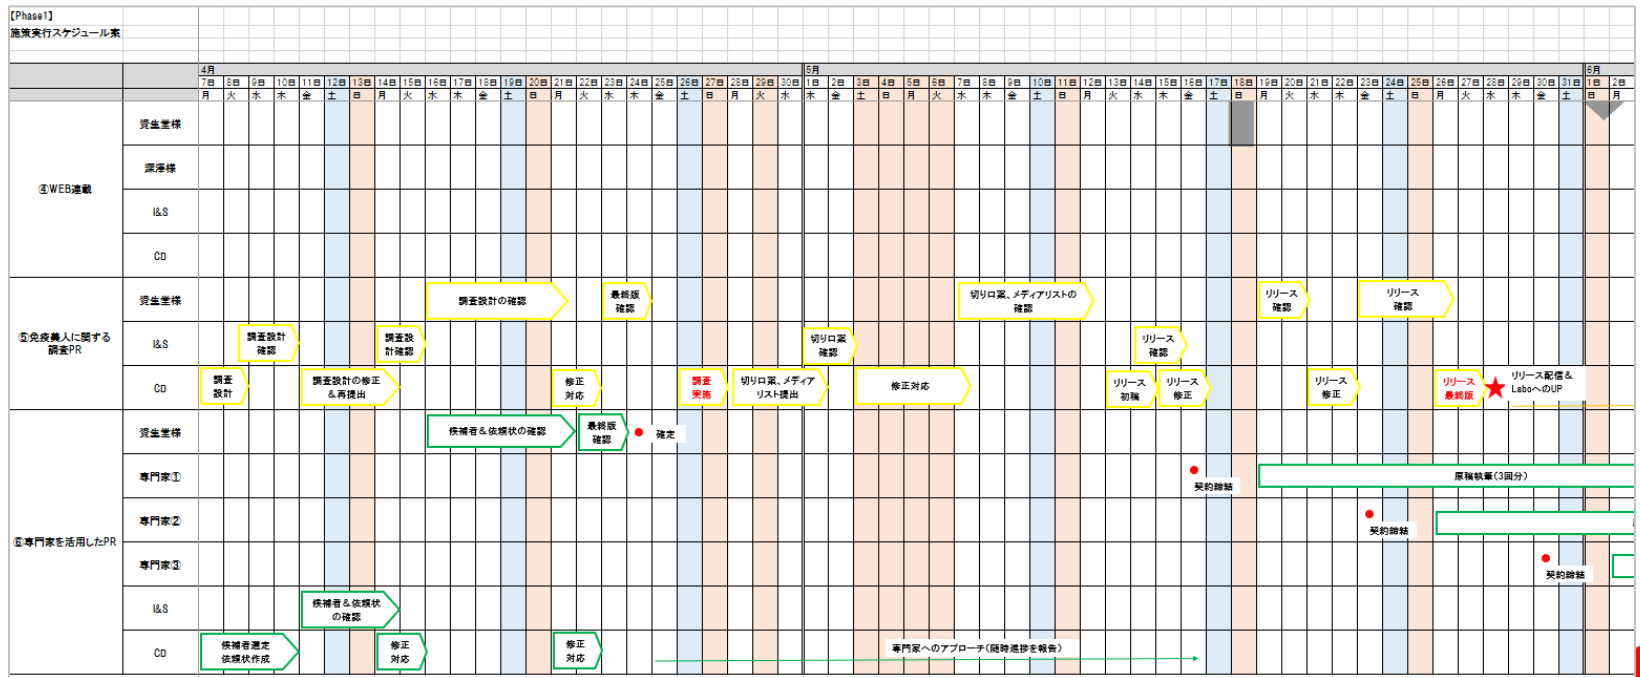 【Phase1】
施策実行スケジュール案
4月 5月 6月
7日 8日 9日 10日 11日 12日 13日 14日 15日 16日 17日 18日 19日 20日 21日 22日 23日 24日 25日 26日 27日 28日 29日 30日 1日 2日 3日 4日 5日 6日 7日 8日 9日 10日 11日 12日 13日 14日 15日 16日 17日 18日 19日 20日 21日 22日 23日 24日 25日 26日 27日 28日 29日 30日 31日 1日 2日
月 火 水 木 金 土 日 月 火 水 木 金 土 日 月 火 水 木 金 土 日 月 火 水 木 金 土 日 月 火 水 木 金 土 日 月 火 水 木 金 土 日 月 火 水 木 金 土 日 月 火 水 木 金 土 日 月
④WEB連載
資生堂様
深澤様
I&S
CD
⑤免疫美人に関する
調査PR
資生堂様
調査設計の確認
最終版
確認
切り口案、メディアリストの
確認
リリース
確認
リリース
確認
I&S
調査設計
確認
調査設
計確認
切り口案
確認
リリース
確認
CD
調査
設計
調査設計の修正
&再提出
修正
対応
調査
実施
切り口案、メディア
リスト提出
修正対応
リリース
初稿
リリース
修正
リリース
修正
リリース
最終版
リリース配信&
LaboへのUP
⑥専門家を活用したPR
資生堂様
候補者&依頼状の確認
最終版
確認
確定
専門家①
契約締結
原稿執筆(3回分)
専門家②
契約締結
専門家③
契約締結
I&S
候補者&依頼状
の確認
CD
候補者選定
依頼状作成
修正
対応
修正
対応
専門家へのアプローチ(随時進捗を報告)